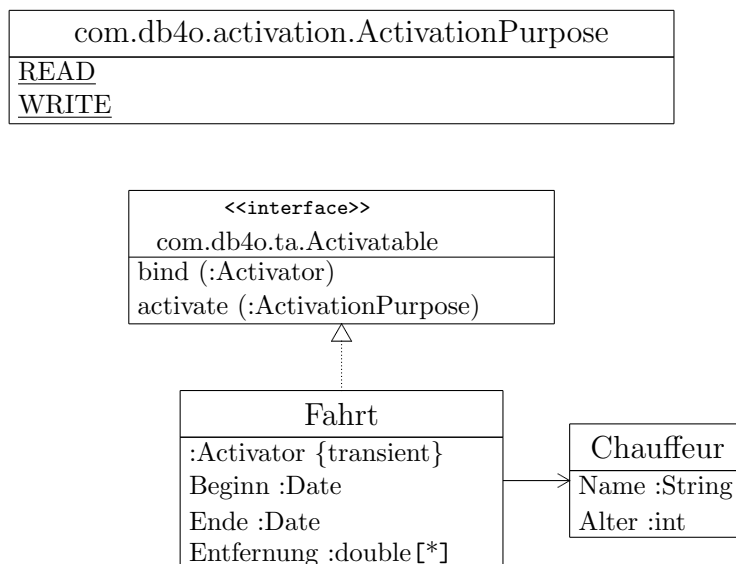 com.db4o.activation.ActivationPurpose
READ
WRITE
<<interface>>
com.db4o.ta.Activatable
bind (:Activator)
activate (:ActivationPurpose)
Fahrt
:Activator {transient}
Beginn :Date
Ende :Date
Entfernung :double[*]
Chauffeur
Name :String
Alter :int